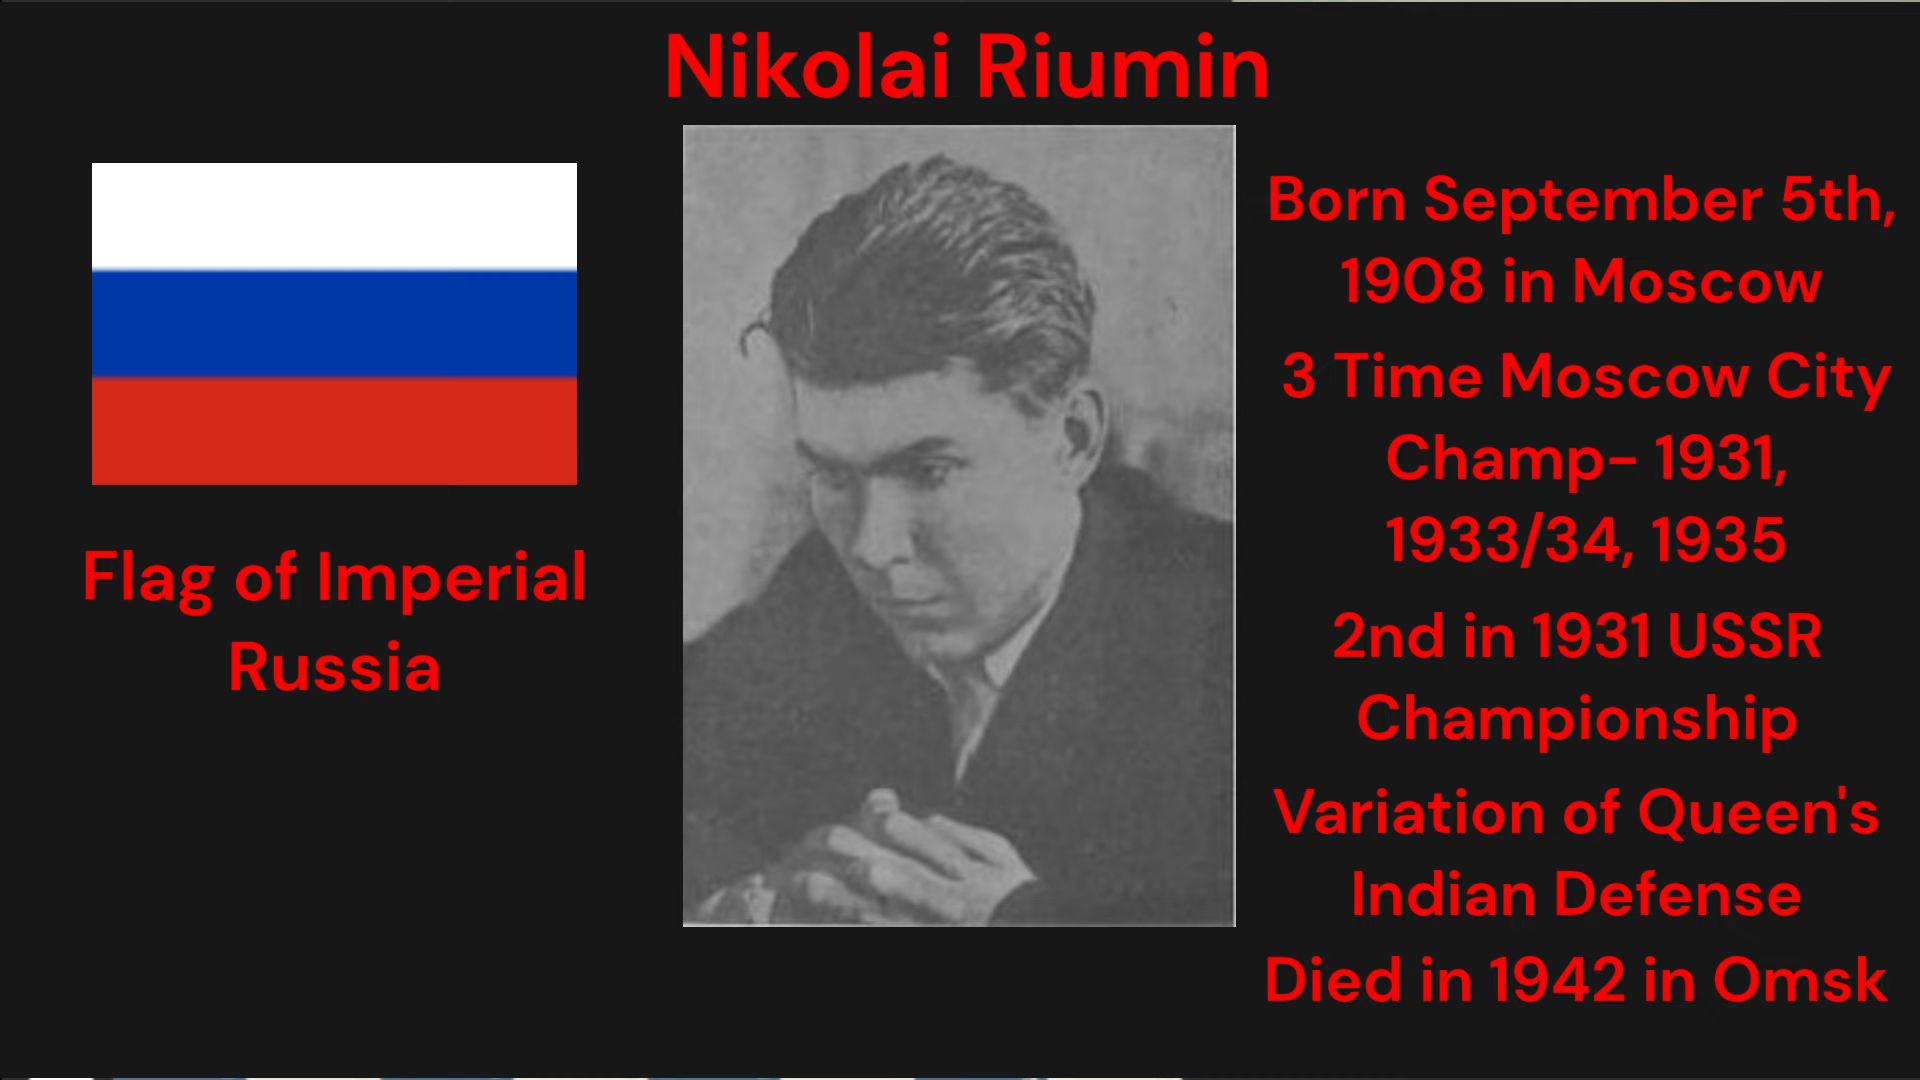 Nikolai Riumin
Flag of Imperial
Russia
Born September 5th,
1908 in Moscow
3 Time Moscow City
Champ- 1931,
1933/34, 1935
2nd in 1931 USSR
Championship
Variation of Queen's
Indian Defense
Died in 1942 in Omsk